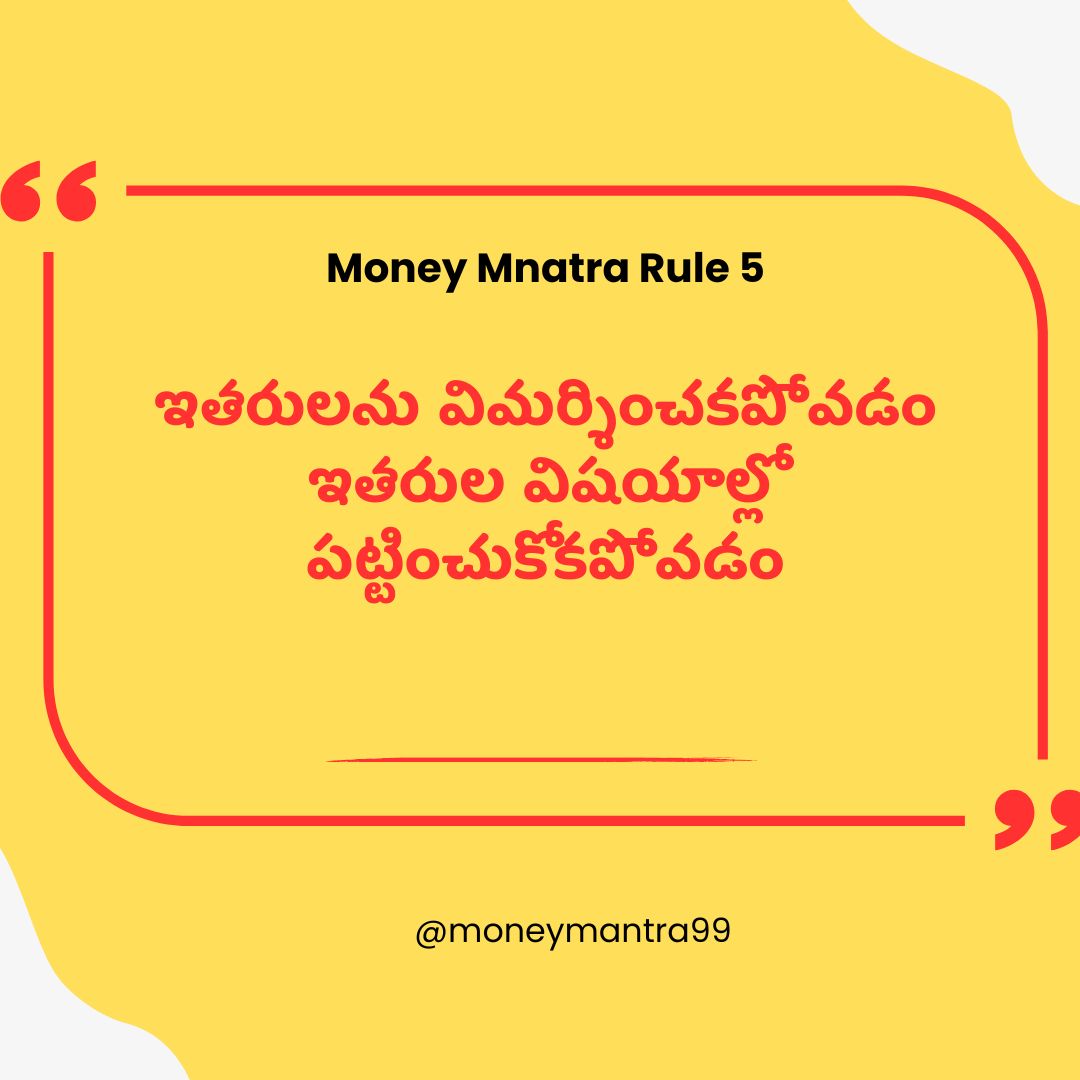 Money Mnatra Rule 5
ఇతరులను విమర్శించకపోవడం
ఇతరుల విషయాల్లో
పట్టించుకోకపోవడం
@moneymantra99